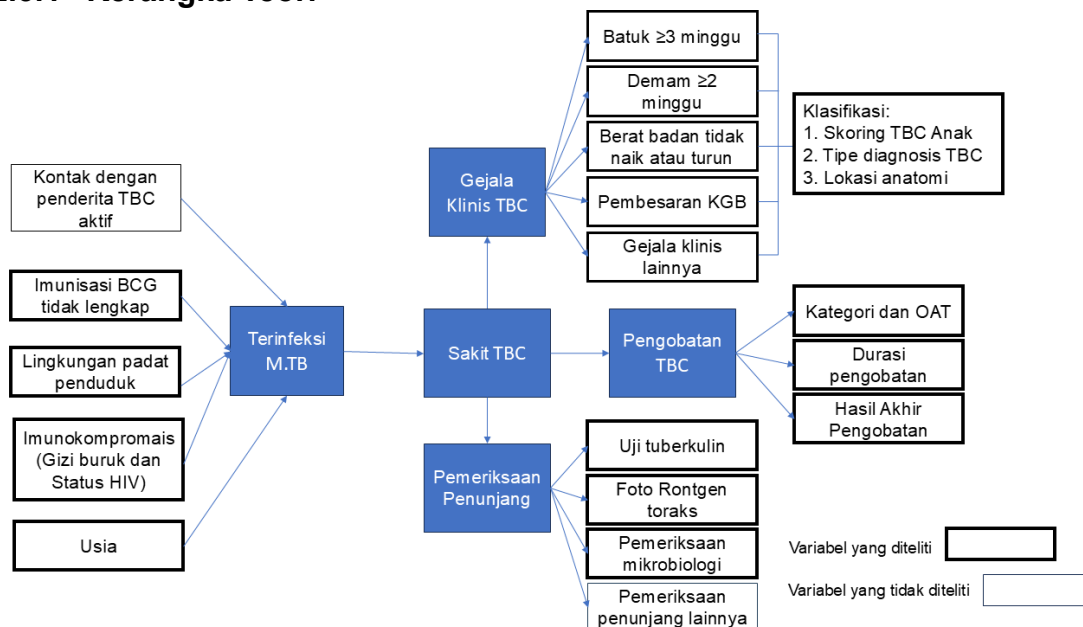 Batuk ≥3 minggu
Demam ≥2
minggu
Berat badan tidak
naik atau turun
Pembesaran KGB
Gejala klinis
lainnya
Klasifikasi:
1. Skoring TBC Anak
2. Tipe diagnosis TBC
3. Lokasi anatomi
Gejala
Klinis TBC
Kontak dengan
penderita TBC
aktif
Imunisasi BCG
tidak lengkap
Lingkungan padat
penduduk
Imunokompromais
(Gizi buruk dan
Status HIV)
Usia
Terinfeksi
M.TB
Sakit TBC
Pengobatan
TBC
Kategori dan OAT
Durasi
pengobatan
Hasil Akhir
Pengobatan
Pemeriksaan
Penunjang
Uji tuberkulin
Foto Rontgen
toraks
Pemeriksaan
mikrobiologi
Pemeriksaan
penunjang lainnya
Variabel yang diteliti
Variabel yang tidak diteliti